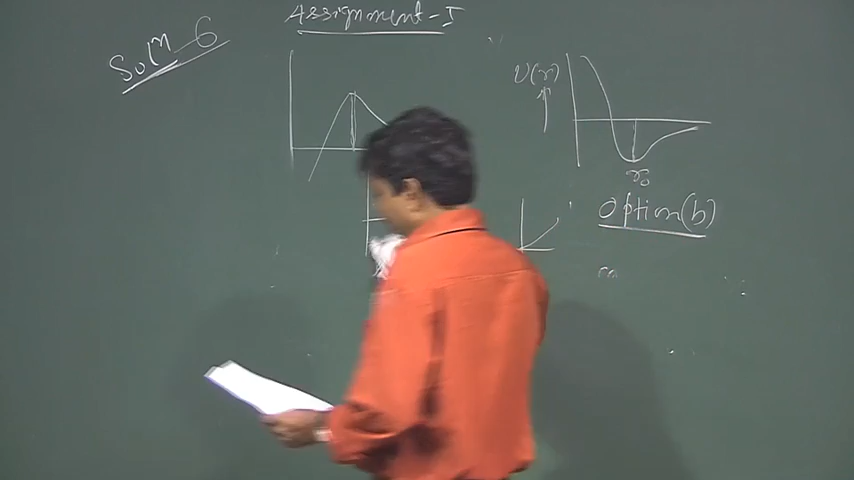 Assignment-I
Solⁿ-6
U(r)
r₀
Option(b)